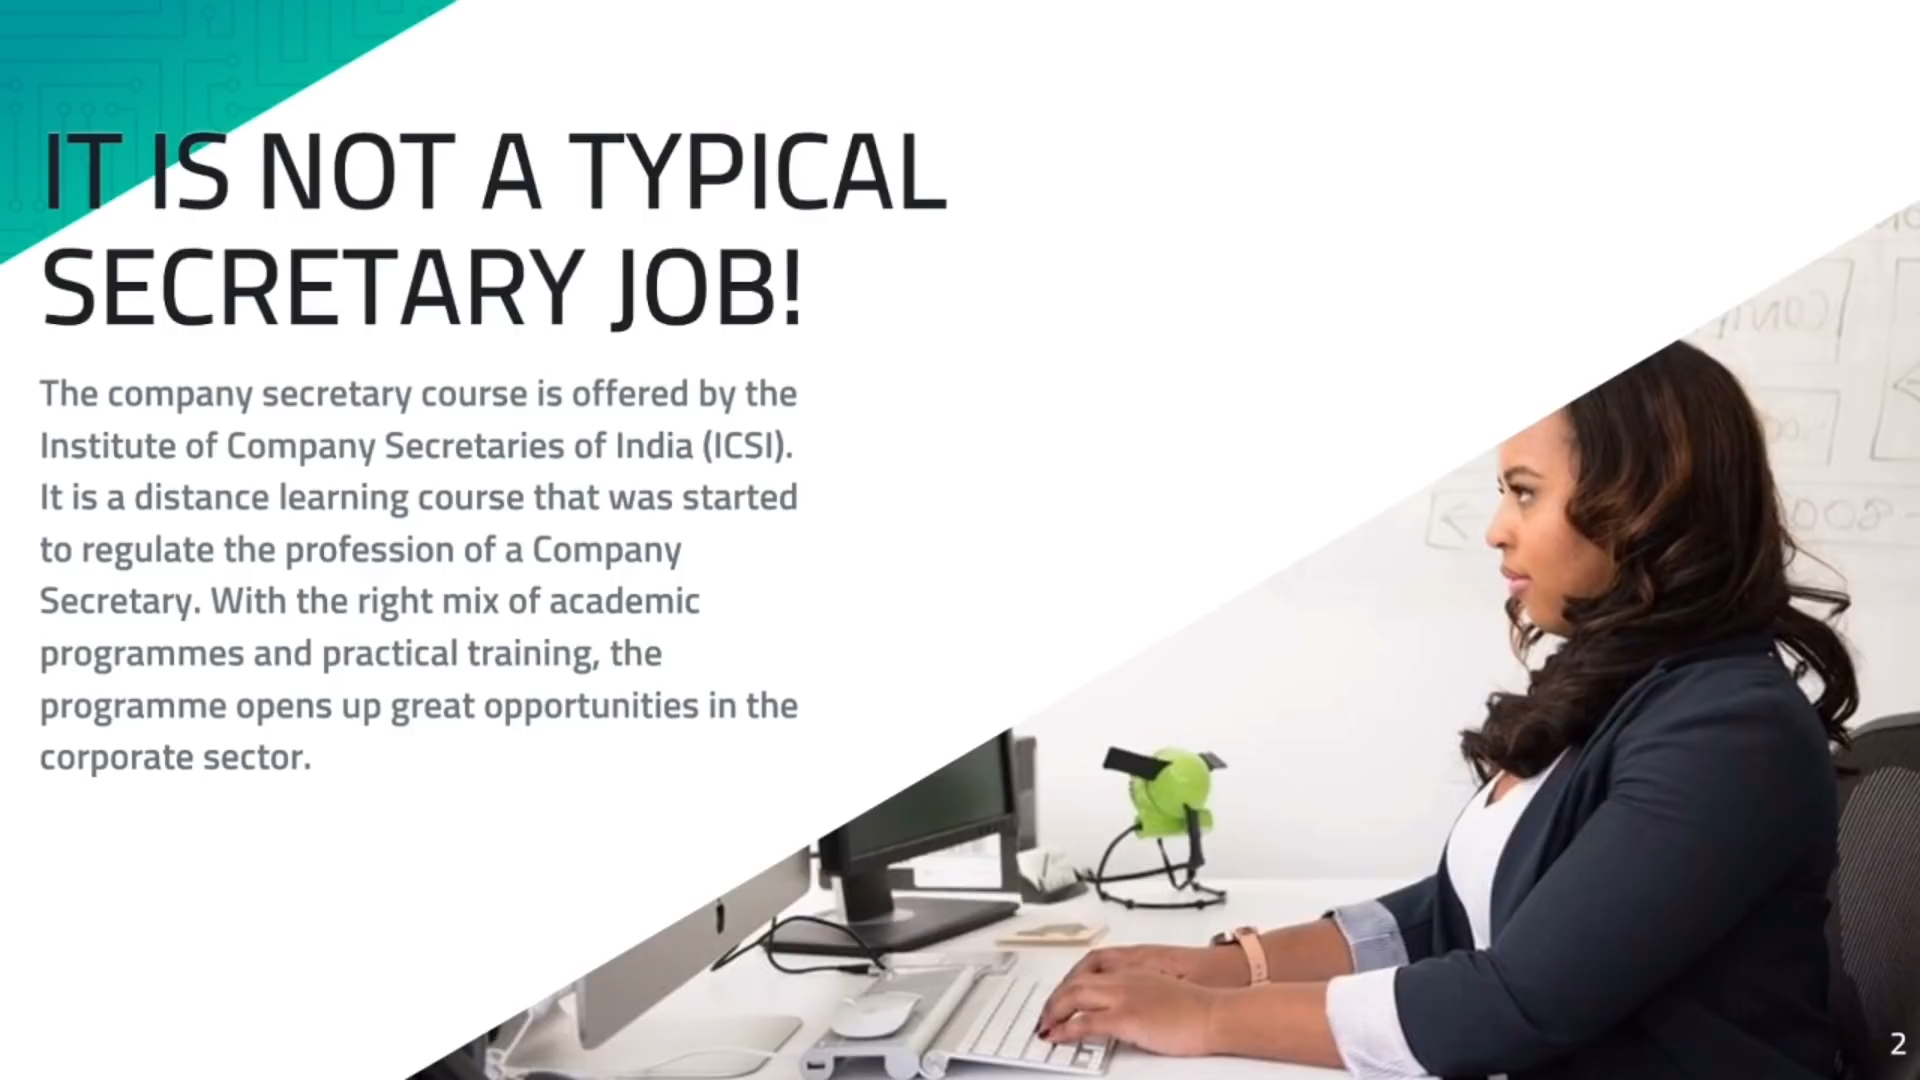 IT IS NOT A TYPICAL
SECRETARY JOB!
The company secretary course is offered by the
Institute of Company Secretaries of India (ICSI).
It is a distance learning course that was started
to regulate the profession of a Company
Secretary. With the right mix of academic
programmes and practical training, the
programme opens up great opportunities in the
corporate sector.
2